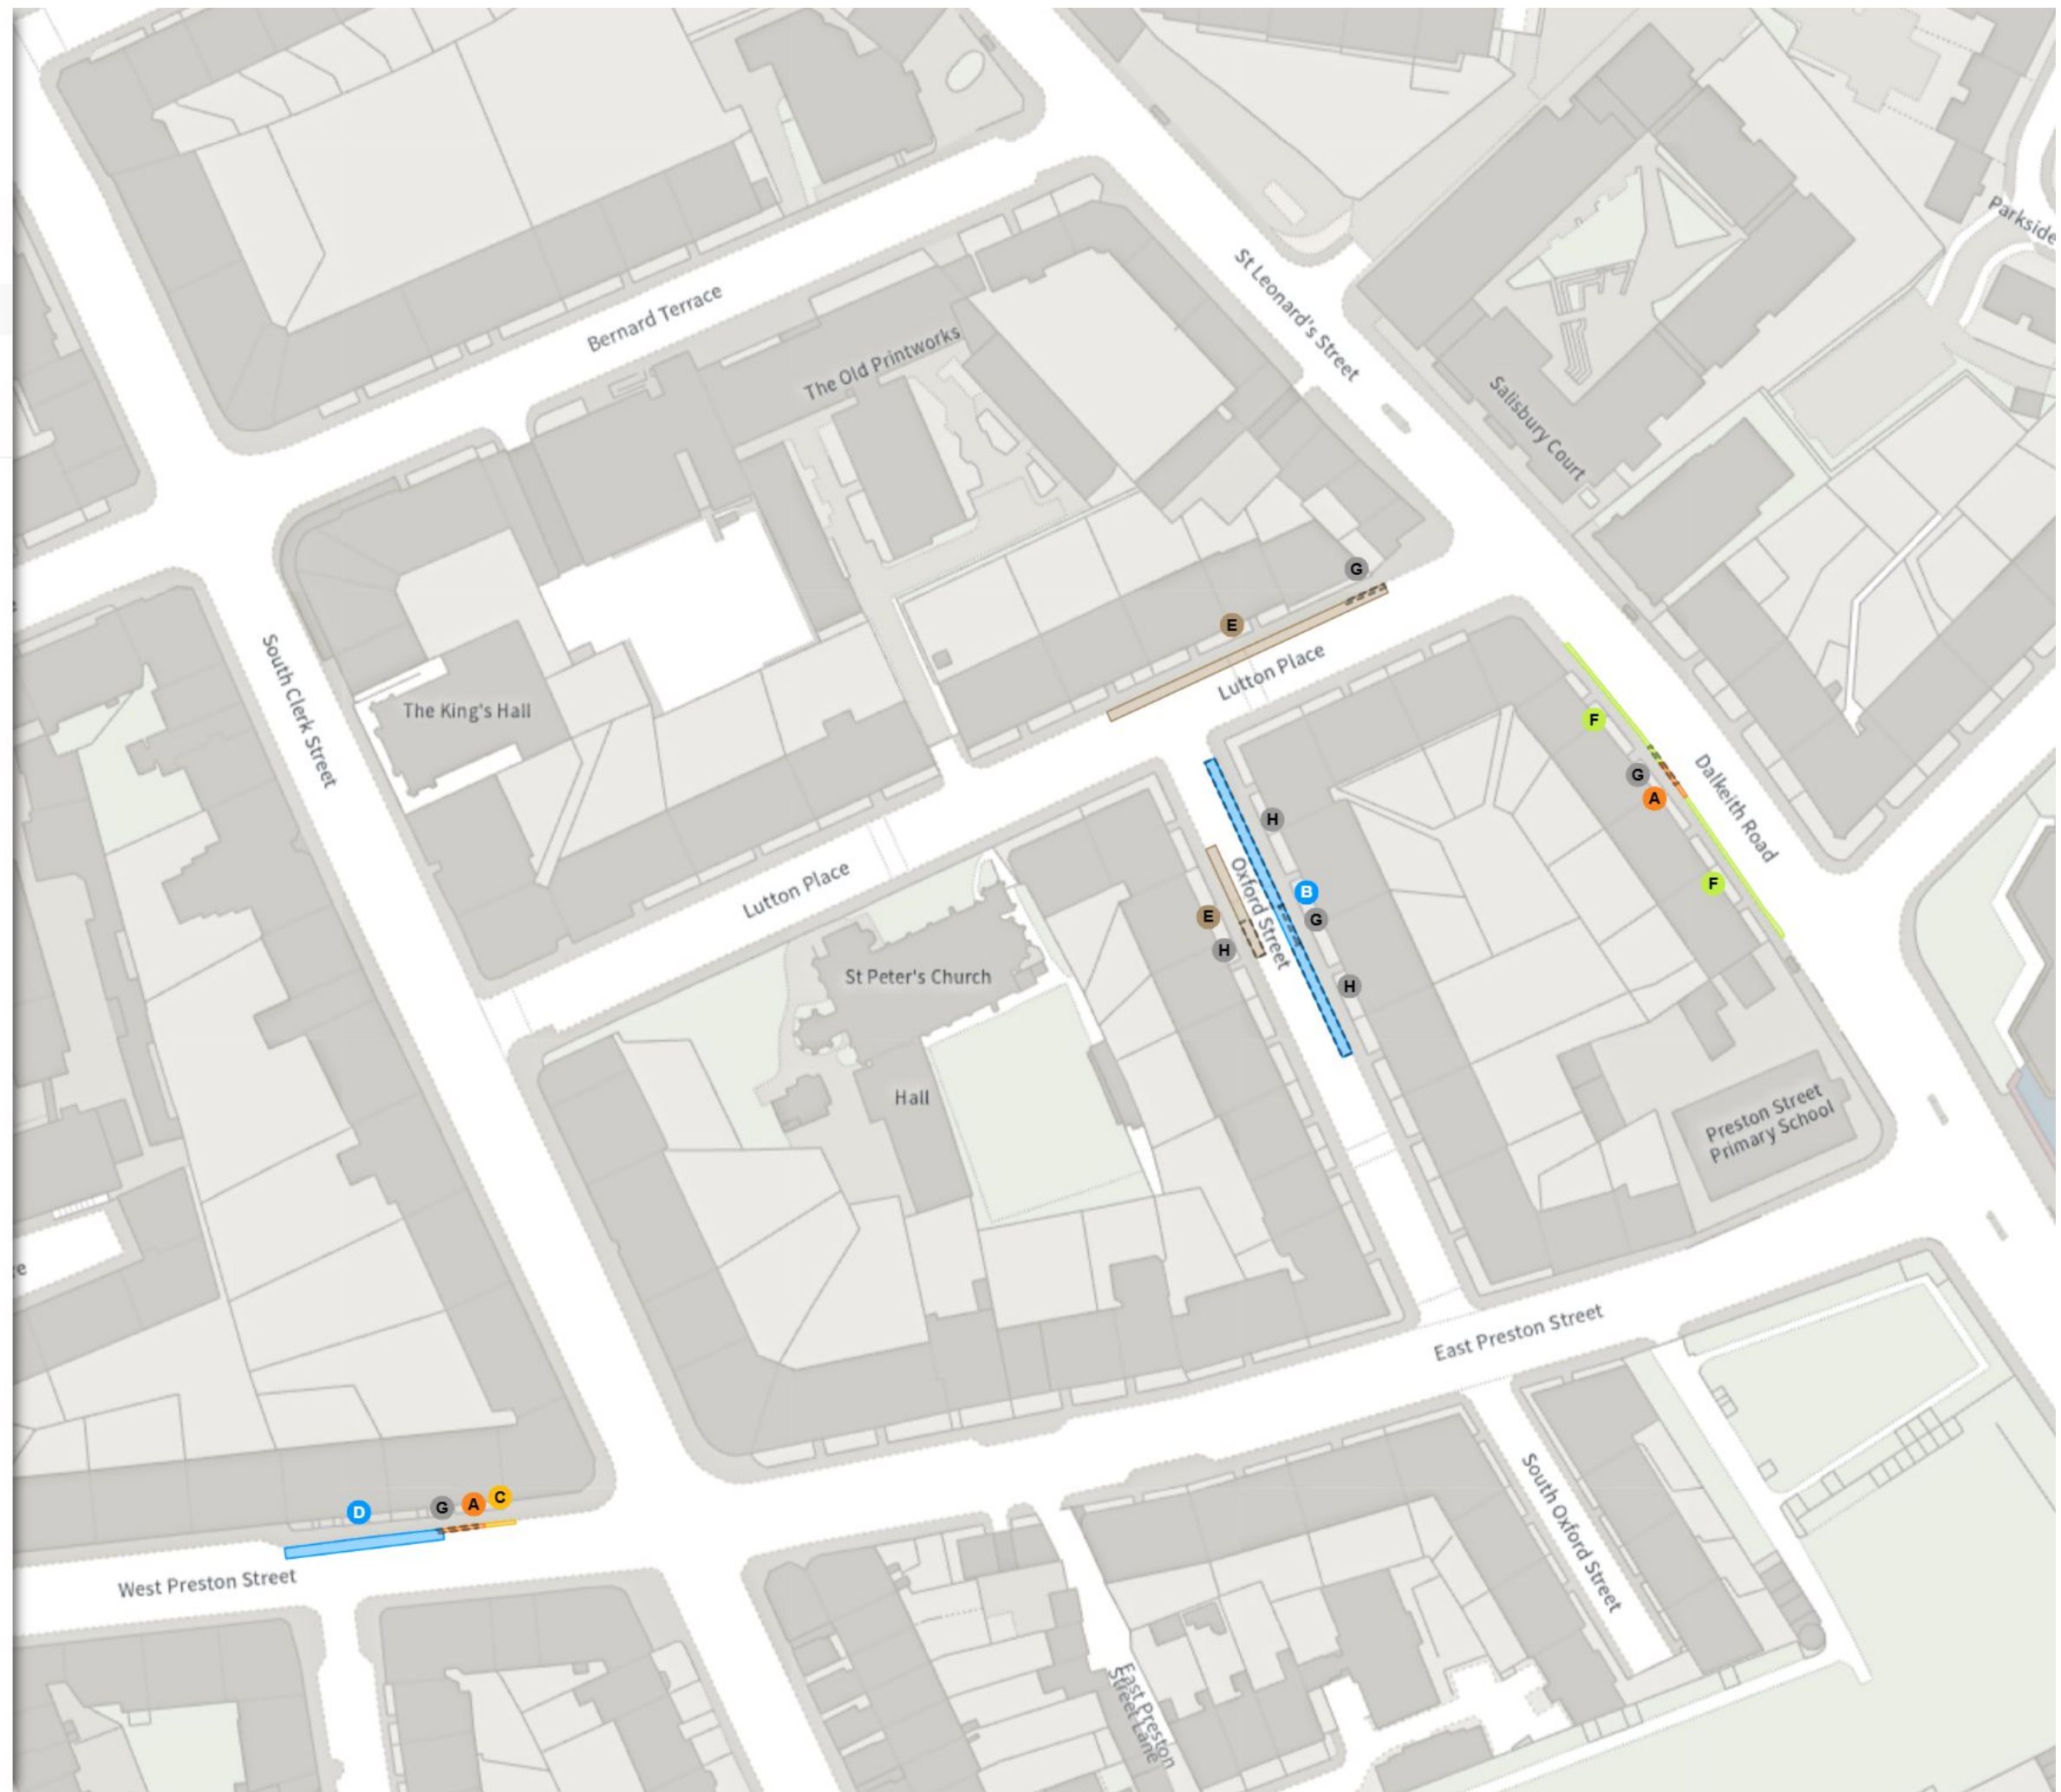 Parkside
St Leonard's Street
Bernard Terrace
The Old Printworks
Salisbury Court
G
E
South Clerk Street
Lutton Place
The King's Hall
F
G
A
Dalkeith Road
H
Lutton Place
Oxford Street
B
G
E
H
F
St Peter's Church
H
Hall
Preston Street
Primary School
East Preston Street
South Oxford Street
D
G
A
C
West Preston Street
East Preston
Street Lane